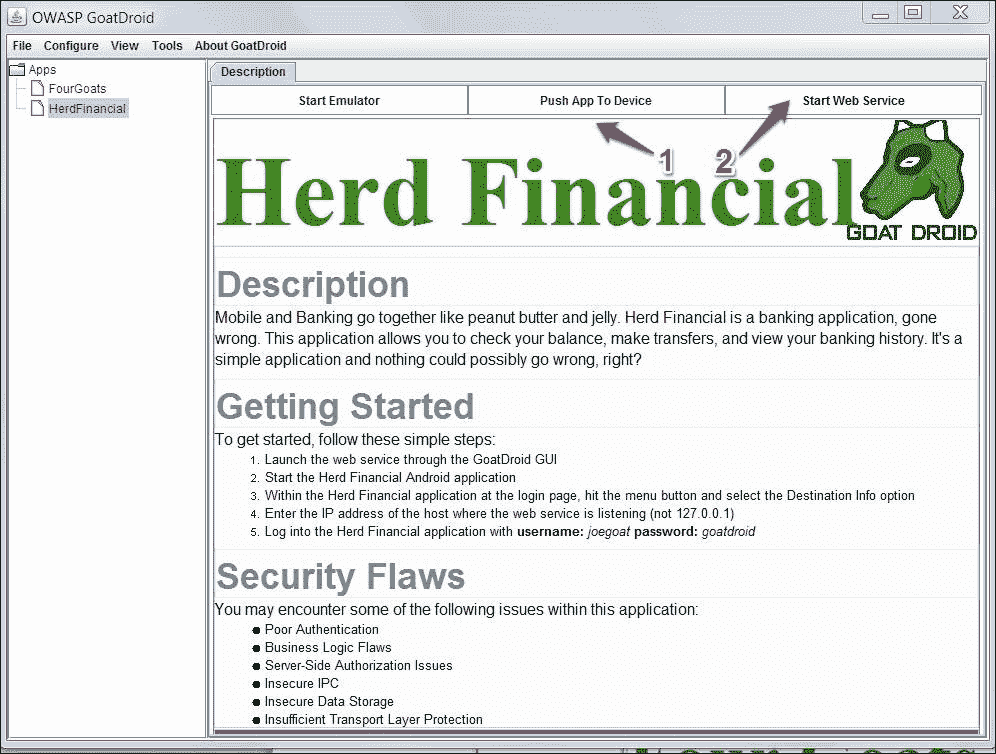 OWASP GoatDroid
File Configure View Tools About GoatDroid
Apps
FourGoats
HerdFinancial
Description
Start Emulator Push App To Device Start Web Service
1 2
Herd Financial
GOAT DROID
Description
Mobile and Banking go together like peanut butter and jelly. Herd Financial is a banking application, gone
wrong. This application allows you to check your balance, make transfers, and view your banking history. It's a
simple application and nothing could possibly go wrong, right?
Getting Started
To get started, follow these simple steps:
1. Launch the web service through the GoatDroid GUI
2. Start the Herd Financial Android application
3. Within the Herd Financial application at the login page, hit the menu button and select the Destination Info option
4. Enter the IP address of the host where the web service is listening (not 127.0.0.1)
5. Log into the Herd Financial application with username: joegoat password: goatdroid
Security Flaws
You may encounter some of the following issues within this application:
● Poor Authentication
● Business Logic Flaws
● Server-Side Authorization Issues
● Insecure IPC
● Insecure Data Storage
● Insufficient Transport Layer Protection